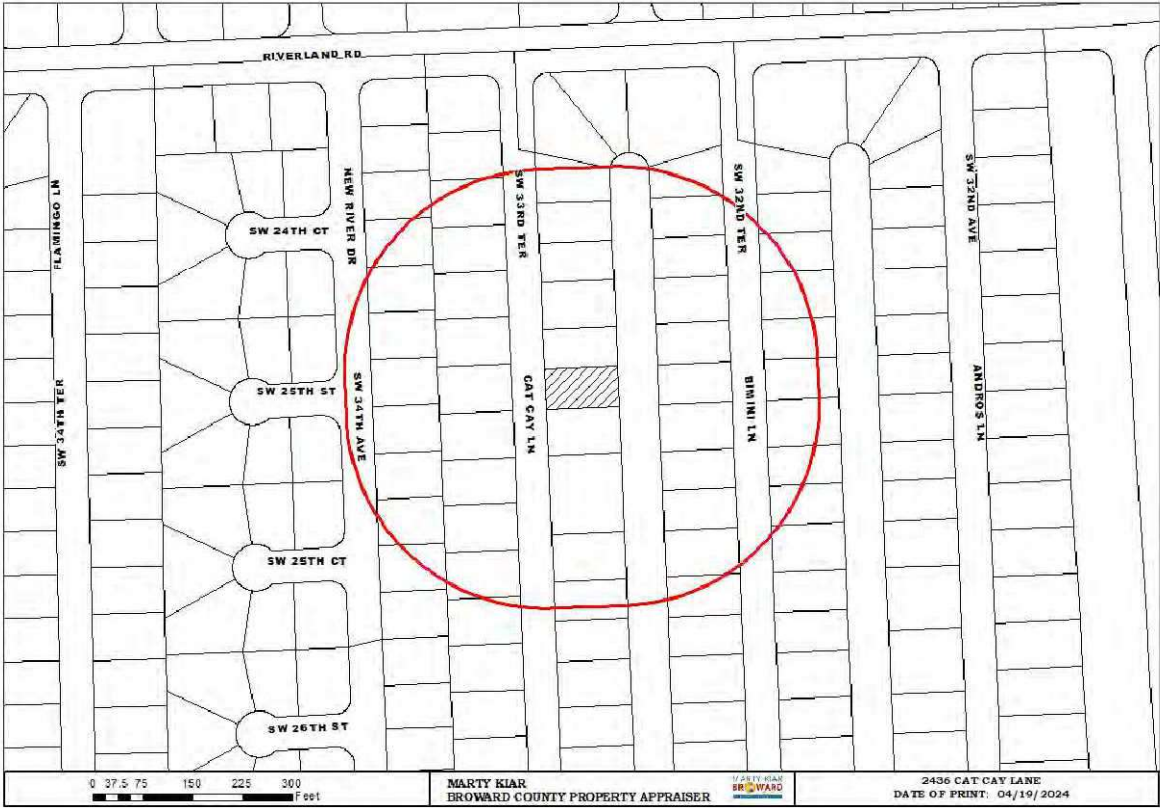 RIVERLAND RD
FLAMINGO LN
NEW RIVER DR
SW 24TH CT
SW 33RD TER
SW 32ND TER
SW 32ND AVE
SW 34TH TER
SW 25TH ST
SW 34TH AVE
CAT CAY LN
BIMINI LN
ANDROS LN
SW 25TH CT
SW 26TH ST
0 37.5 75 150 225 300
Feet
MARTY KIAR
BROWARD COUNTY PROPERTY APPRAISER
MARTY KIAR
BROWARD
2436 CAT CAY LANE
DATE OF PRINT: 04/19/2024